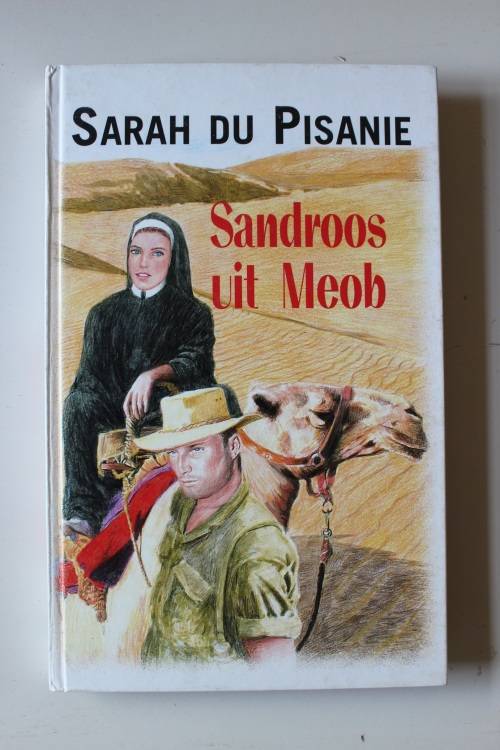 SARAH DU PISANIE
Sandroos
uit Meob